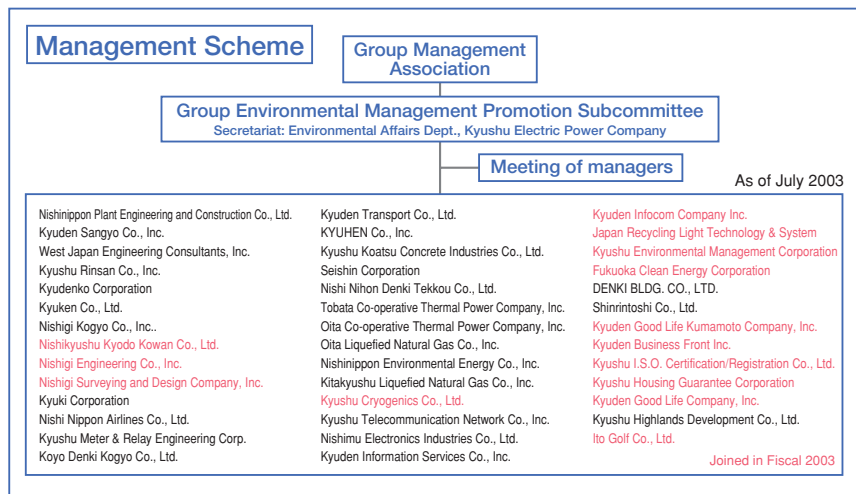 Management Scheme
Group Management
Association
Group Environmental Management Promotion Subcommittee
Secretariat: Environmental Affairs Dept., Kyushu Electric Power Company
Meeting of managers
As of July 2003
Nishinippon Plant Engineering and Construction Co., Ltd.
Kyuden Sangyo Co., Inc.
West Japan Engineering Consultants, Inc.
Kyushu Rinsan Co., Inc.
Kyudenko Corporation
Kyuken Co., Ltd.
Nishigi Kogyo Co., Inc..
Nishikyushu Kyodo Kowan Co., Ltd.
Nishigi Engineering Co., Inc.
Nishigi Surveying and Design Company, Inc.
Kyuki Corporation
Nishi Nippon Airlines Co., Ltd.
Kyushu Meter & Relay Engineering Corp.
Koyo Denki Kogyo Co., Ltd.
Kyuden Transport Co., Ltd.
KYUHEN Co., Inc.
Kyushu Koatsu Concrete Industries Co., Ltd.
Seishin Corporation
Nishi Nihon Denki Tekkou Co., Ltd.
Tobata Co-operative Thermal Power Company, Inc.
Oita Co-operative Thermal Power Company, Inc.
Oita Liquefied Natural Gas Co., Inc.
Nishinippon Environmental Energy Co., Inc.
Kitakyushu Liquefied Natural Gas Co., Inc.
Kyushu Cryogenics Co., Ltd.
Kyushu Telecommunication Network Co., Inc.
Nishimu Electronics Industries Co., Ltd.
Kyuden Information Services Co., Inc.
Kyuden Infocom Company Inc.
Japan Recycling Light Technology & System
Kyushu Environmental Management Corporation
Fukuoka Clean Energy Corporation
DENKI BLDG. CO., LTD.
Shinrintoshi Co., Ltd.
Kyuden Good Life Kumamoto Company, Inc.
Kyuden Business Front Inc.
Kyushu I.S.O. Certification/Registration Co., Ltd.
Kyushu Housing Guarantee Corporation
Kyuden Good Life Company, Inc.
Kyushu Highlands Development Co., Ltd.
Ito Golf Co., Ltd.
Joined in Fiscal 2003